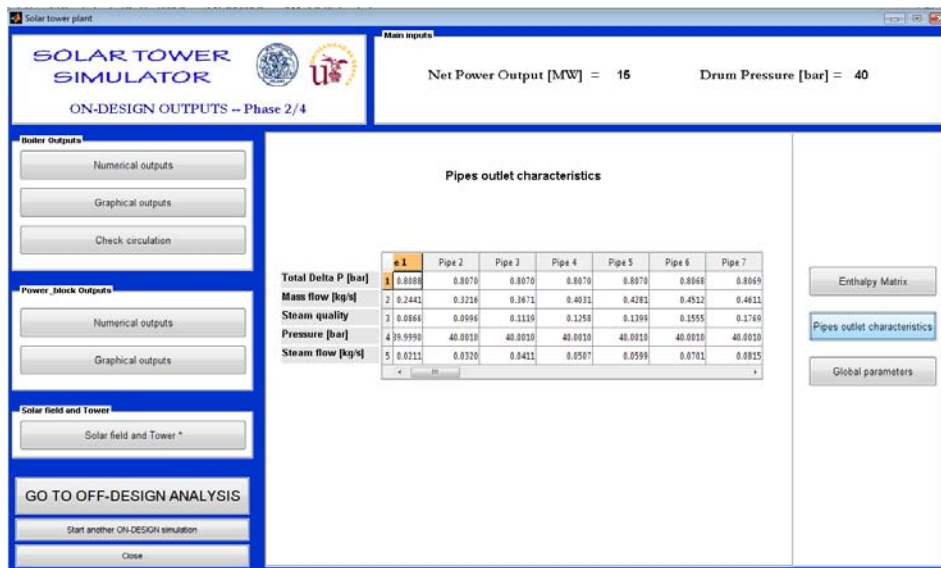 Solar tower plant
SOLAR TOWER
SIMULATOR
ON-DESIGN OUTPUTS -- Phase 2/4
Main inputs
Net Power Output [MW] = 15 Drum Pressure [bar] = 40
Boiler Outputs
Numerical outputs
Graphical outputs
Check circulation
Power_block Outputs
Numerical outputs
Graphical outputs
Solar field and Tower
Solar field and Tower *
GO TO OFF-DESIGN ANALYSIS
Start another ON-DESIGN simulation
Close
Pipes outlet characteristics
e 1 Pipe 2 Pipe 3 Pipe 4 Pipe 5 Pipe 6 Pipe 7
Total Delta P [bar] 1 0.8088 0.8070 0.8070 0.8070 0.8070 0.8068 0.8069
Mass flow [kg/s] 2 0.2441 0.3216 0.3671 0.4031 0.4281 0.4512 0.4611
Steam quality 3 0.0866 0.0996 0.1119 0.1258 0.1399 0.1555 0.1769
Pressure [bar] 4 39.9990 40.0010 40.0010 40.0010 40.0010 40.0010 40.0010
Steam flow [kg/s] 5 0.0211 0.0320 0.0411 0.0507 0.0599 0.0701 0.0815
Enthalpy Matrix
Pipes outlet characteristics
Global parameters